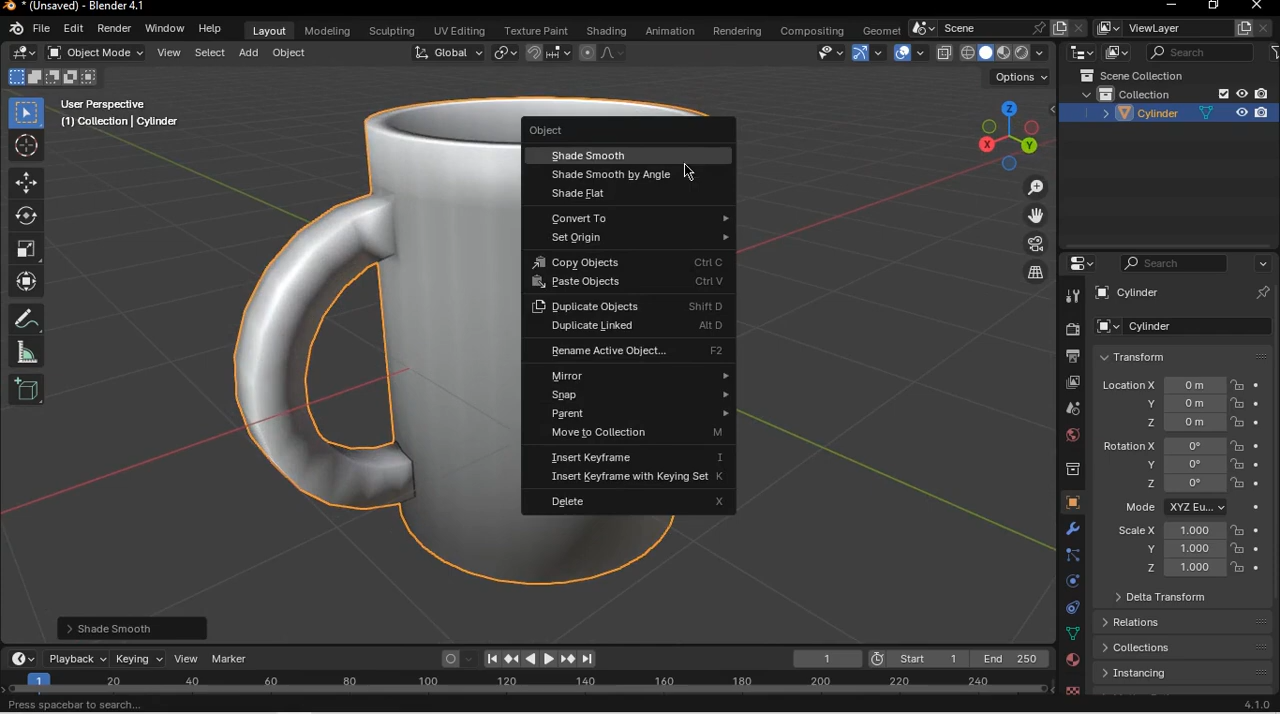 * (Unsaved) - Blender 4.1
File Edit Render Window Help Layout Modeling Sculpting UV Editing Texture Paint Shading Animation Rendering Compositing Geomet Scene ViewLayer
Object Mode View Select Add Object Global Search
Options
Scene Collection
Collection
Cylinder
User Perspective
(1) Collection | Cylinder
Z
X
Y
Object
Shade Smooth
Shade Smooth by Angle
Shade Flat
Convert To
Set Origin
Copy Objects Ctrl C
Paste Objects Ctrl V
Duplicate Objects Shift D
Duplicate Linked Alt D
Rename Active Object... F2
Mirror
Snap
Parent
Move to Collection M
Insert Keyframe I
Insert Keyframe with Keying Set K
Delete X
Search
Cylinder
Cylinder
Transform
Location X 0 m
Y 0 m
Z 0 m
Rotation X 0°
Y 0°
Z 0°
Mode XYZ Eu...
Scale X 1.000
Y 1.000
Z 1.000
Delta Transform
Relations
Collections
Instancing
Shade Smooth
Playback Keying View Marker 1 Start 1 End 250
1 20 40 60 80 100 120 140 160 180 200 220 240
Press spacebar to search...
4.1.0